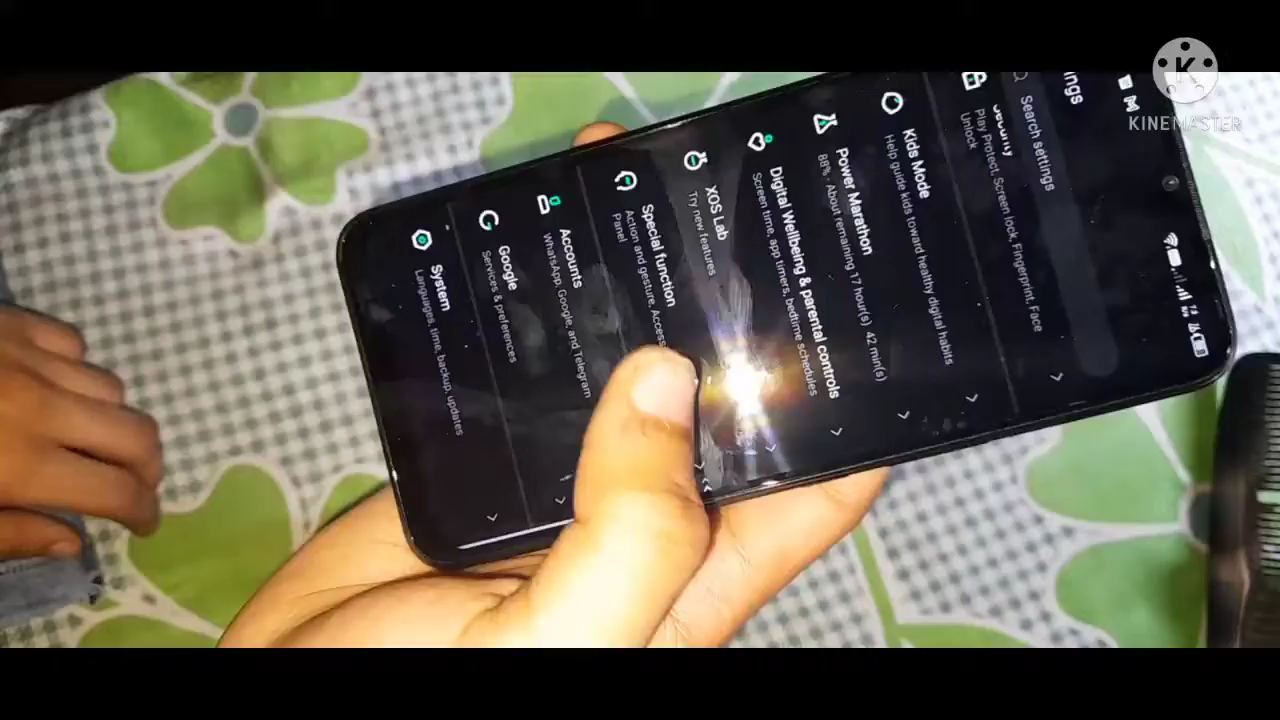 KINEMASTER
ngs
Search settings
Security
Play Protect, Screen lock, Fingerprint, Face
Unlock
Kids Mode
Help guide kids toward healthy digital habits
Power Marathon
88% · About remaining 17 hour(s) 42 min(s)
Digital Wellbeing & parental controls
Screen time, app timers, bedtime schedules
XOS Lab
Try new features
Special function
Action and gesture, Access
Panel
Accounts
WhatsApp, Google, and Telegram
Google
Services & preferences
System
Languages, time, backup, updates